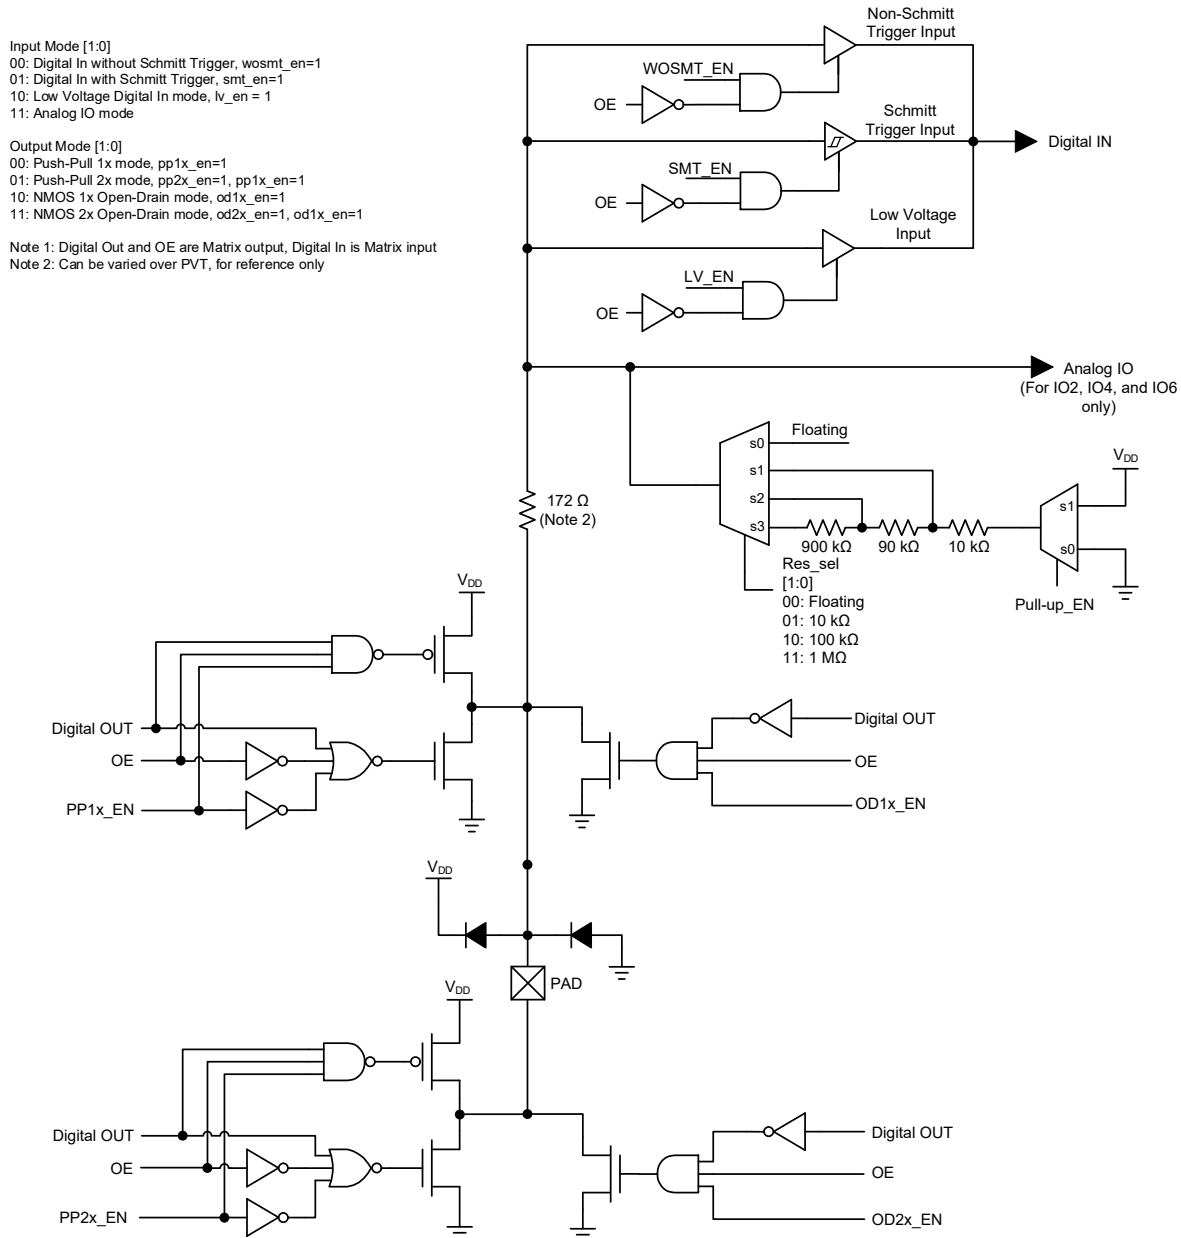 Input Mode [1:0]
00: Digital In without Schmitt Trigger, wosmt_en=1
01: Digital In with Schmitt Trigger, smt_en=1
10: Low Voltage Digital In mode, lv_en = 1
11: Analog IO mode
Output Mode [1:0]
00: Push-Pull 1x mode, pp1x_en=1
01: Push-Pull 2x mode, pp2x_en=1, pp1x_en=1
10: NMOS 1x Open-Drain mode, od1x_en=1
11: NMOS 2x Open-Drain mode, od2x_en=1, od1x_en=1
Note 1: Digital Out and OE are Matrix output, Digital In is Matrix input
Note 2: Can be varied over PVT, for reference only
Non-Schmitt
Trigger Input
WOSMT_EN
OE
Schmitt
Trigger Input
Digital IN
SMT_EN
OE
Low Voltage
Input
LV_EN
OE
Analog IO
(For IO2, IO4, and IO6
only)
Floating
s0
s1
s2
s3
900 kΩ
90 kΩ
10 kΩ
VDD
s1
s0
Pull-up_EN
Res_sel
[1:0]
00: Floating
01: 10 kΩ
10: 100 kΩ
11: 1 MΩ
172 Ω
(Note 2)
VDD
Digital OUT
OE
PP1x_EN
Digital OUT
OE
OD1x_EN
VDD
PAD
VDD
Digital OUT
OE
PP2x_EN
Digital OUT
OE
OD2x_EN